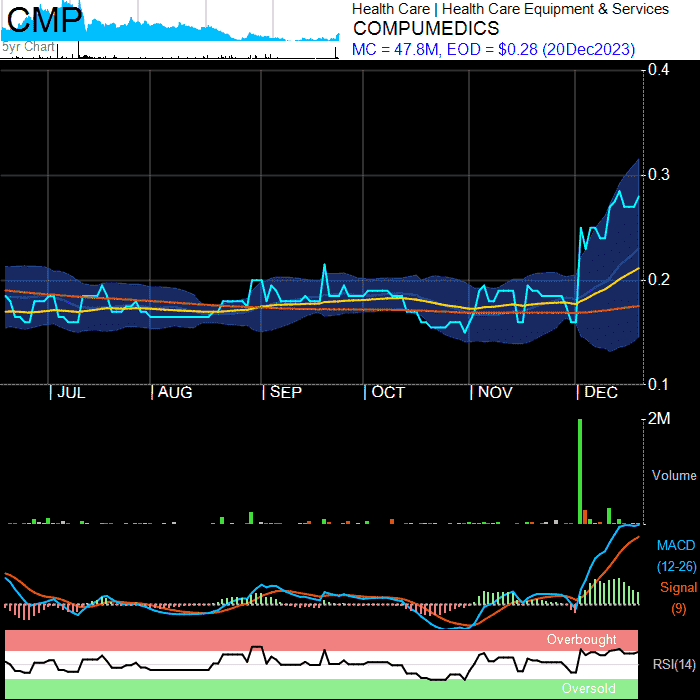 CMP
5yr Chart
Health Care | Health Care Equipment & Services
COMPUMEDICS
MC = 47.8M, EOD = $0.28 (20Dec2023)
0.4
0.3
0.2
0.1
| JUL | AUG | SEP | OCT | NOV | DEC
2M
Volume
MACD
(12-26)
Signal
(9)
Overbought
RSI(14)
Oversold